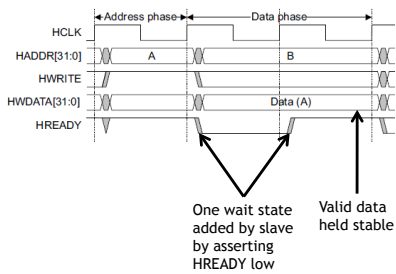 Address phase Data phase
HCLK
HADDR[31:0] A B
HWRITE
HWDATA[31:0] Data (A)
HREADY
One wait state Valid data
added by slave held stable
by asserting
HREADY low